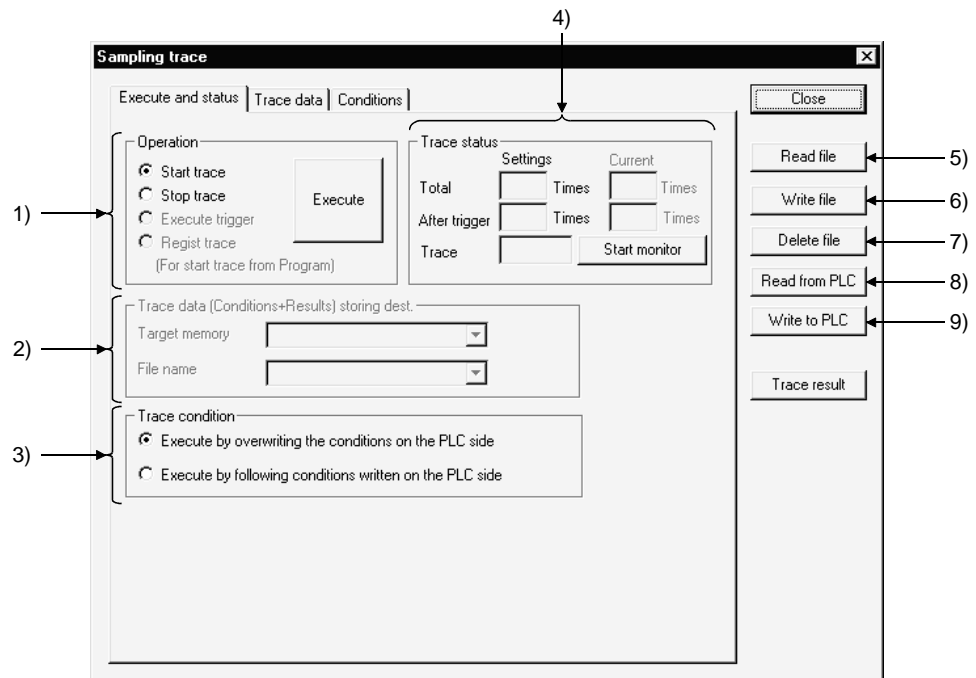 4)
Sampling trace
Execute and status Trace data Conditions
Close
1)
Operation
Start trace
Stop trace
Execute trigger
Regist trace
(For start trace from Program)
Execute
Trace status
Settings Current
Total Times Times
After trigger Times Times
Trace Start monitor
Read file 5)
Write file 6)
Delete file 7)
Read from PLC 8)
Write to PLC 9)
Trace result
2)
Trace data (Conditions+Results) storing dest.
Target memory
File name
3)
Trace condition
Execute by overwriting the conditions on the PLC side
Execute by following conditions written on the PLC side